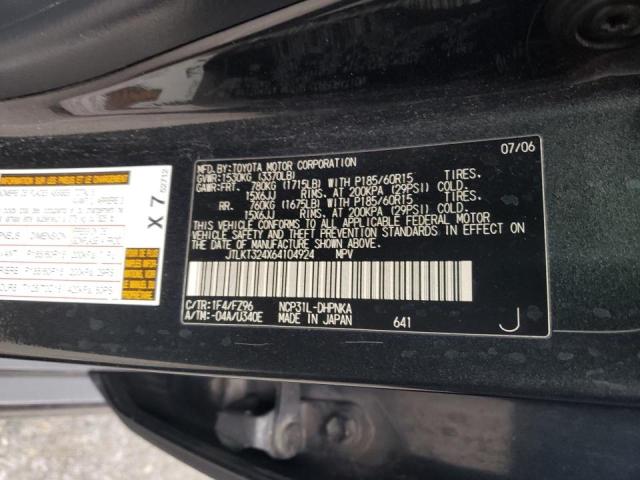 MFD.BY:TOYOTA MOTOR CORPORATION 07/06
GVWR:1530KG (3370LB)
GAWR:FRT. 780KG (1715LB) WITH P185/60R15 TIRES,
15X6JJ RIMS, AT 200KPA (29PSI) COLD.
RR. 760KG (1675LB) WITH P185/60R15 TIRES,
15X6JJ RIMS, AT 200KPA (29PSI) COLD.
THIS VEHICLE CONFORMS TO ALL APPLICABLE FEDERAL MOTOR
VEHICLE SAFETY AND THEFT PREVENTION STANDARDS IN EFFECT ON
THE DATE OF MANUFACTURE SHOWN ABOVE.
JTLKT324X64104924 MPV
C/TR:1F4/FZ96 NCP31L-DHPNKA
A/TM:-04A/U340E MADE IN JAPAN 641 J
X 7
52712